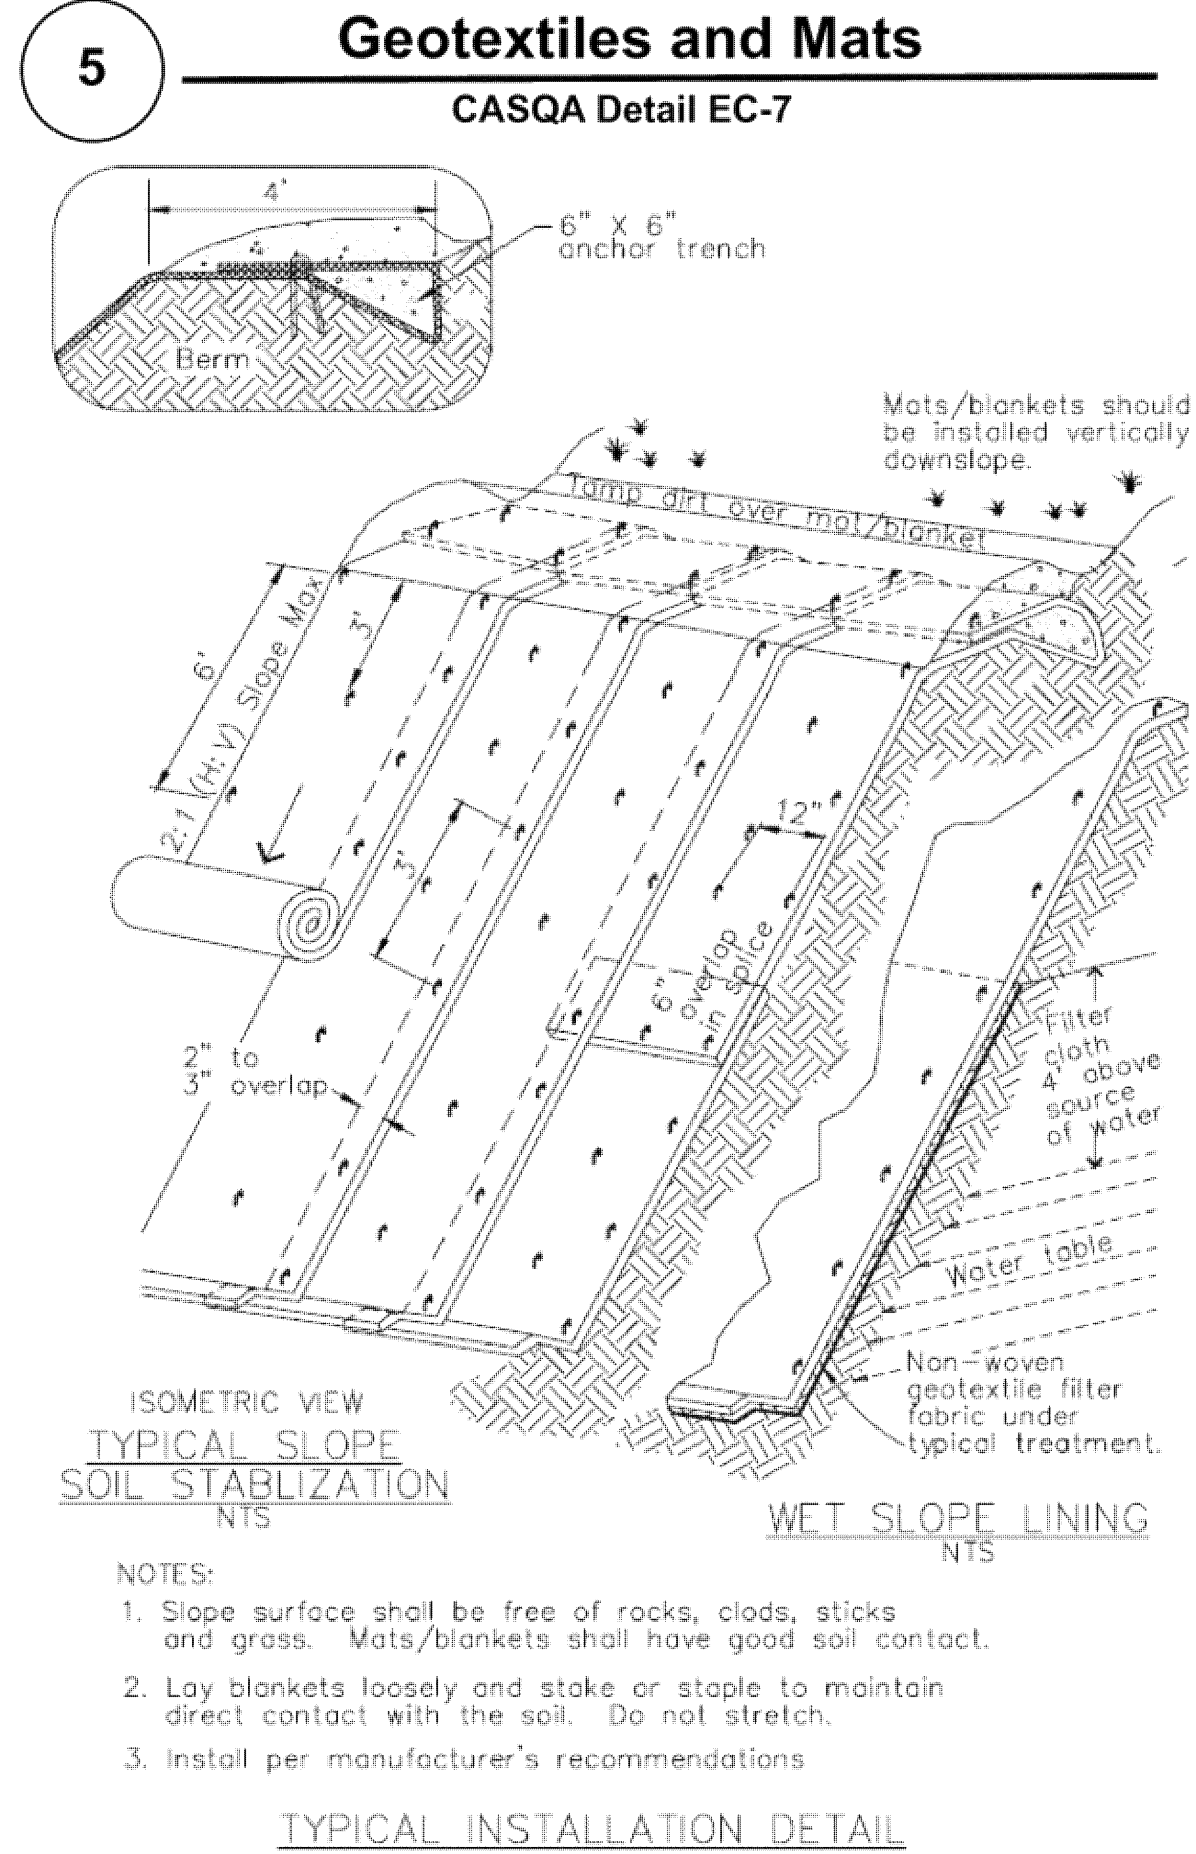 5
Geotextiles and Mats
CASQA Detail EC-7
4'
6" X 6"
anchor trench
Berm
Mats/blankets should
be installed vertically
downslope.
Tamp dirt over mat/blanket
6'
2:1 (H:V) Slope Max
3'
12"
3'
6"
overlap
in splice
2" to
3" overlap
Filter
cloth
4' above
source
of water
Water table
Non-woven
geotextile filter
fabric under
typical treatment.
ISOMETRIC VIEW
TYPICAL SLOPE
SOIL STABLIZATION
NTS
WET SLOPE LINING
NTS
NOTES:
1. Slope surface shall be free of rocks, clods, sticks
and grass. Mats/blankets shall have good soil contact.
2. Lay blankets loosely and stake or staple to maintain
direct contact with the soil. Do not stretch.
3. Install per manufacturer's recommendations
TYPICAL INSTALLATION DETAIL